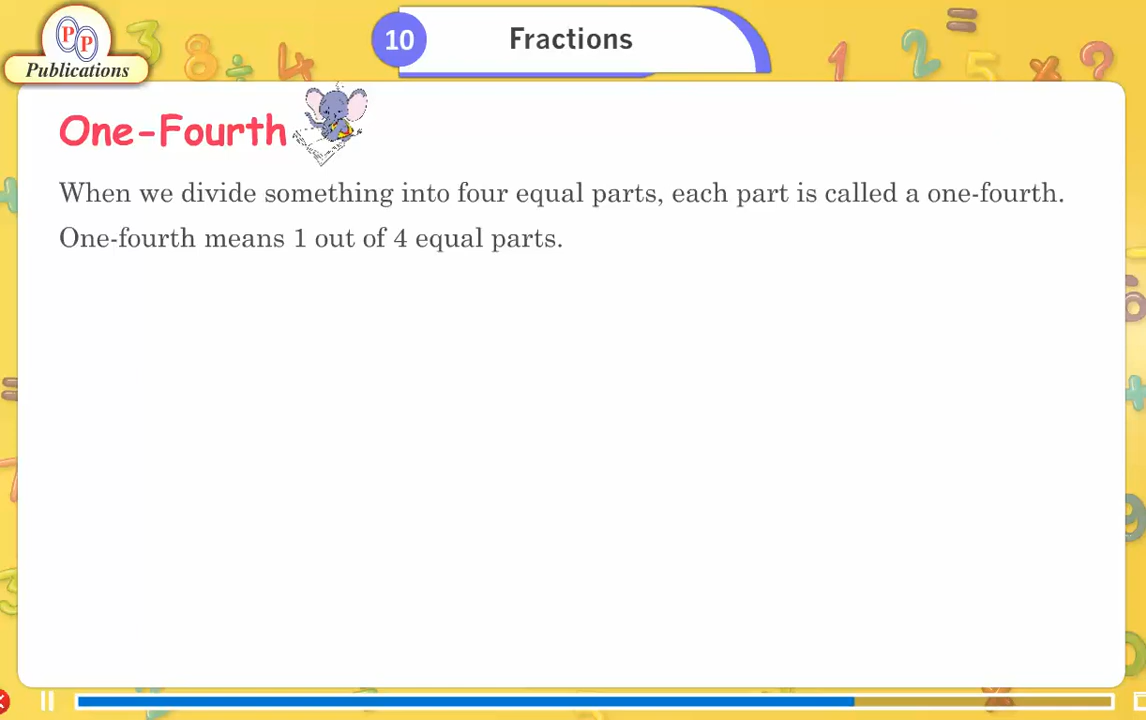 P P
Publications
10 Fractions
One-Fourth
When we divide something into four equal parts, each part is called a one-fourth.
One-fourth means 1 out of 4 equal parts.